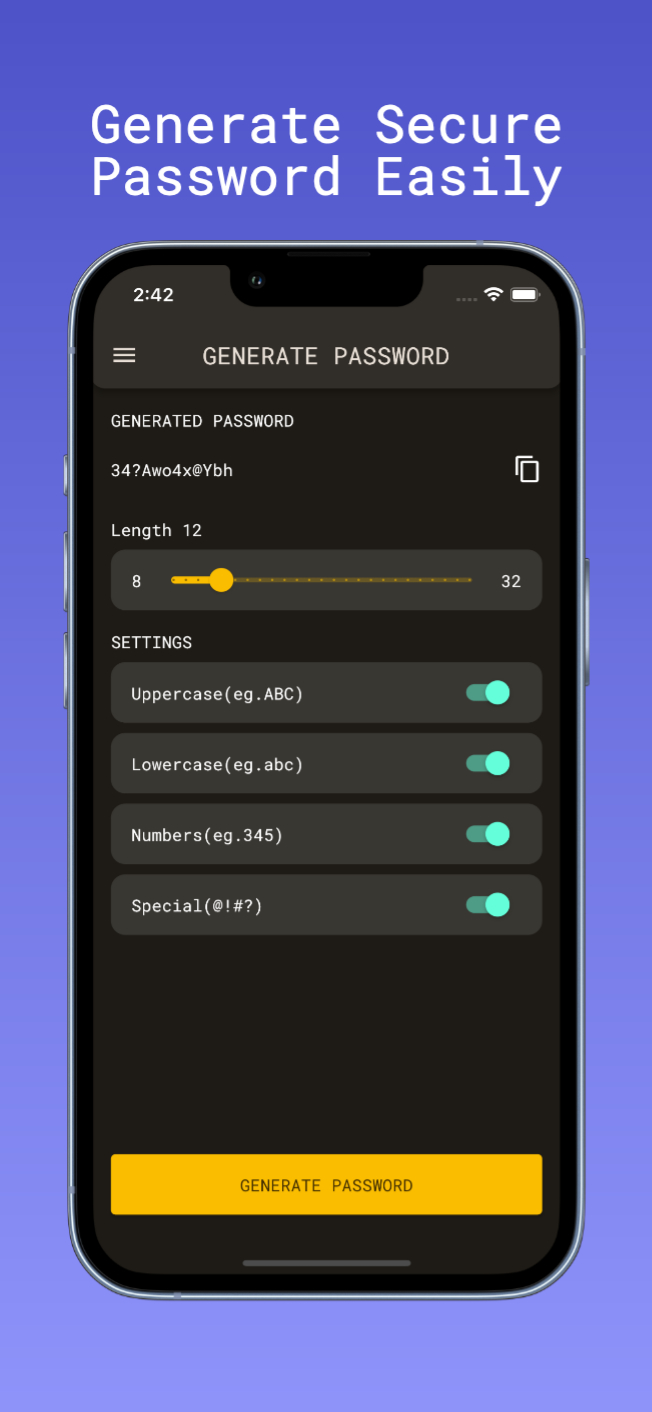 Generate Secure
Password Easily
2:42
GENERATE PASSWORD
GENERATED PASSWORD
34?Awo4x@Ybh
Length 12
8 32
SETTINGS
Uppercase(eg.ABC)
Lowercase(eg.abc)
Numbers(eg.345)
Special(@!#?)
GENERATE PASSWORD